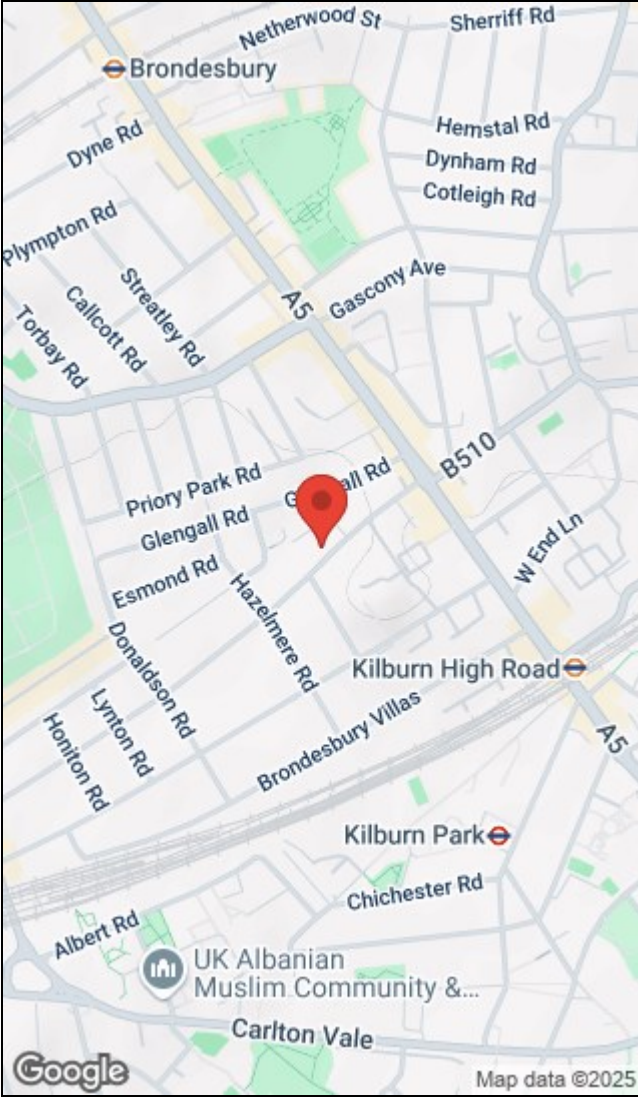 Netherwood St
Sherriff Rd
Brondesbury
Hemstal Rd
Dyne Rd
Dynham Rd
Cotleigh Rd
Plympton Rd
Streatley Rd
Callcott Rd
Torbay Rd
A5
Gascony Ave
B510
Priory Park Rd
all Rd
Glengall Rd
W End Ln
Esmond Rd
Hazelmere Rd
Donaldson Rd
Kilburn High Road
Lynton Rd
Honiton Rd
Brondesbury Villas
A5
Kilburn Park
Chichester Rd
Albert Rd
UK Albanian
Muslim Community &...
Carlton Vale
Google
Map data ©2025